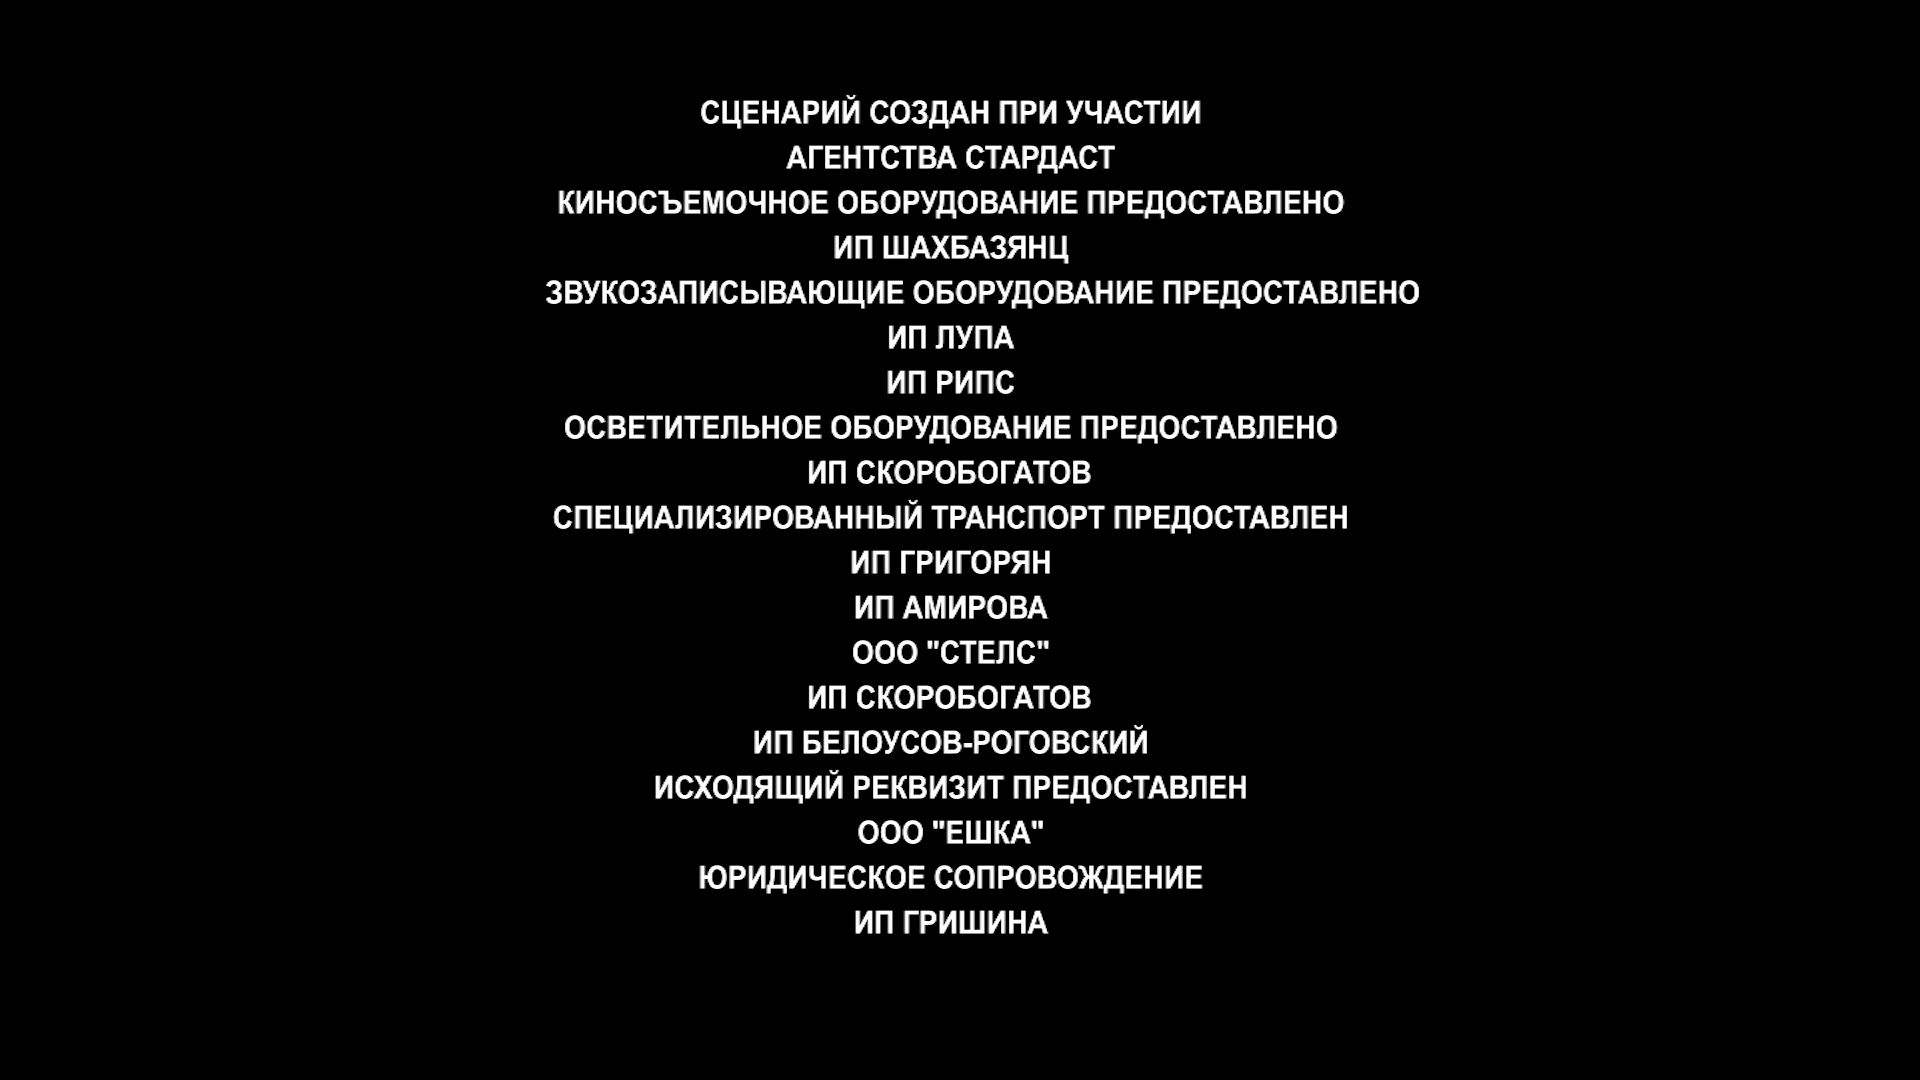 СЦЕНАРИЙ СОЗДАН ПРИ УЧАСТИИ
АГЕНТСТВА СТАРДАСТ
КИНОСЪЕМОЧНОЕ ОБОРУДОВАНИЕ ПРЕДОСТАВЛЕНО
ИП ШАХБАЗЯНЦ
ЗВУКОЗАПИСЫВАЮЩИЕ ОБОРУДОВАНИЕ ПРЕДОСТАВЛЕНО
ИП ЛУПА
ИП РИПС
ОСВЕТИТЕЛЬНОЕ ОБОРУДОВАНИЕ ПРЕДОСТАВЛЕНО
ИП СКОРОБОГАТОВ
СПЕЦИАЛИЗИРОВАННЫЙ ТРАНСПОРТ ПРЕДОСТАВЛЕН
ИП ГРИГОРЯН
ИП АМИРОВА
ООО "СТЕЛС"
ИП СКОРОБОГАТОВ
ИП БЕЛОУСОВ-РОГОВСКИЙ
ИСХОДЯЩИЙ РЕКВИЗИТ ПРЕДОСТАВЛЕН
ООО "ЕШКА"
ЮРИДИЧЕСКОЕ СОПРОВОЖДЕНИЕ
ИП ГРИШИНА